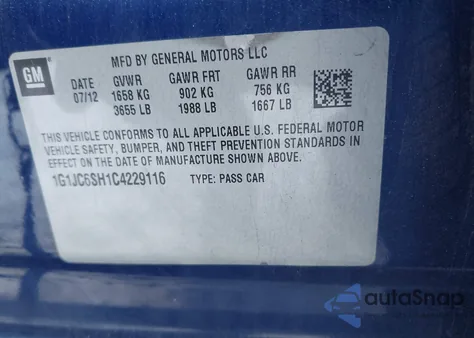 GM
MFD BY GENERAL MOTORS LLC
DATE GVWR GAWR FRT GAWR RR
07/12 1658 KG 902 KG 756 KG
3655 LB 1988 LB 1667 LB
THIS VEHICLE CONFORMS TO ALL APPLICABLE U.S. FEDERAL MOTOR
VEHICLE SAFETY, BUMPER, AND THEFT PREVENTION STANDARDS IN
EFFECT ON THE DATE OF MANUFACTURE SHOWN ABOVE.
1G1JC6SH1C4229116 TYPE: PASS CAR
autoSnap